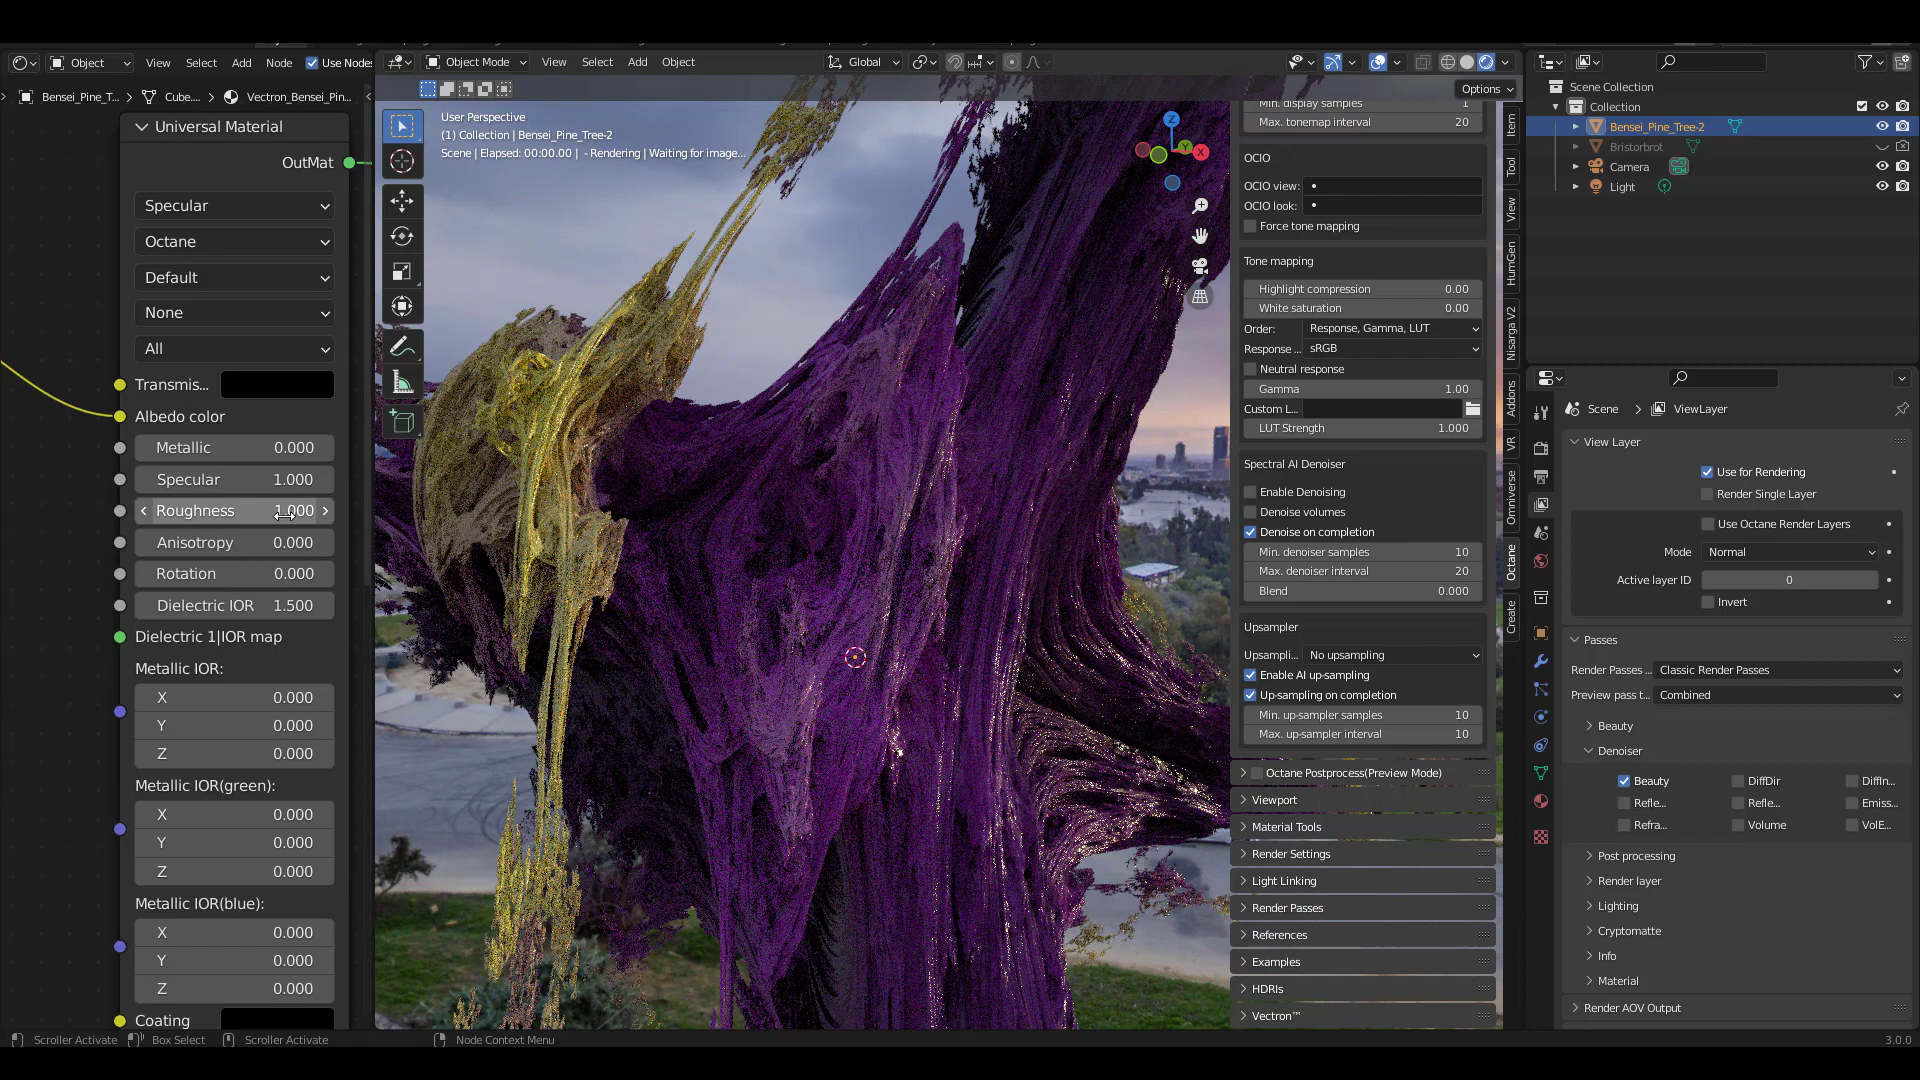 Object
View
Select
Add
Node
Use Node
Bensei_Pine_T...
Cube....
Vectron_Bensei_Pin...
Universal Material
OutMat
Specular
Octane
Default
None
All
Transmis...
Albedo color
Metallic 0.000
Specular 1.000
Roughness 1.000
Anisotropy 0.000
Rotation 0.000
Dielectric IOR 1.500
Dielectric 1|IOR map
Metallic IOR:
X 0.000
Y 0.000
Z 0.000
Metallic IOR(green):
X 0.000
Y 0.000
Z 0.000
Metallic IOR(blue):
X 0.000
Y 0.000
Z 0.000
Coating
Object Mode
View
Select
Add
Object
Global
Options
User Perspective
(1) Collection | Bensei_Pine_Tree-2
Scene | Elapsed: 00:00.00 | - Rendering | Waiting for image...
Z
Y
X
Min. display samples 1
Max. tonemap interval 20
OCIO
OCIO view:
OCIO look:
Force tone mapping
Tone mapping
Highlight compression 0.00
White saturation 0.00
Order: Response, Gamma, LUT
Response ... sRGB
Neutral response
Gamma 1.00
Custom L...
LUT Strength 1.000
Spectral AI Denoiser
Enable Denoising
Denoise volumes
Denoise on completion
Min. denoiser samples 10
Max. denoiser interval 20
Blend 0.000
Upsampler
Upsampli... No upsampling
Enable AI up-sampling
Up-sampling on completion
Min. up-sampler samples 10
Max. up-sampler interval 10
Octane Postprocess(Preview Mode)
Viewport
Material Tools
Render Settings
Light Linking
Render Passes
References
Examples
HDRIs
Vectron™
Item
Tool
View
HumGen
Nisarga V2
Addons
VR
Omniverse
Octane
Create
Scene Collection
Collection
Bensei_Pine_Tree-2
Bristorbrot
Camera
Light
Scene
ViewLayer
View Layer
Use for Rendering
Render Single Layer
Use Octane Render Layers
Mode Normal
Active layer ID 0
Invert
Passes
Render Passes ... Classic Render Passes
Preview pass t... Combined
Beauty
Denoiser
Beauty DiffDir DiffIn...
Refle... Refle... Emiss...
Refra... Volume VolE...
Post processing
Render layer
Lighting
Cryptomatte
Info
Material
Render AOV Output
Scroller Activate
Box Select
Scroller Activate
Node Context Menu
3.0.0